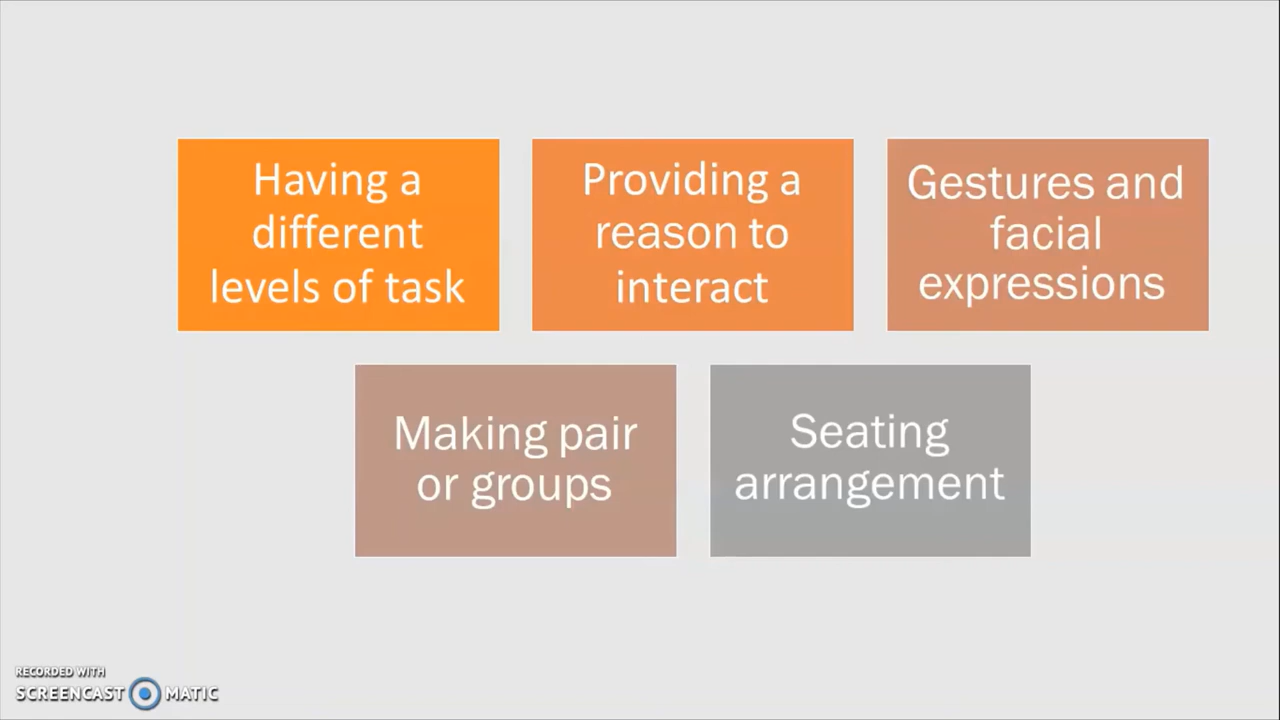 Having a
different
levels of task
Providing a
reason to
interact
Gestures and
facial
expressions
Making pair
or groups
Seating
arrangement
RECORDED WITH
SCREENCAST MATIC